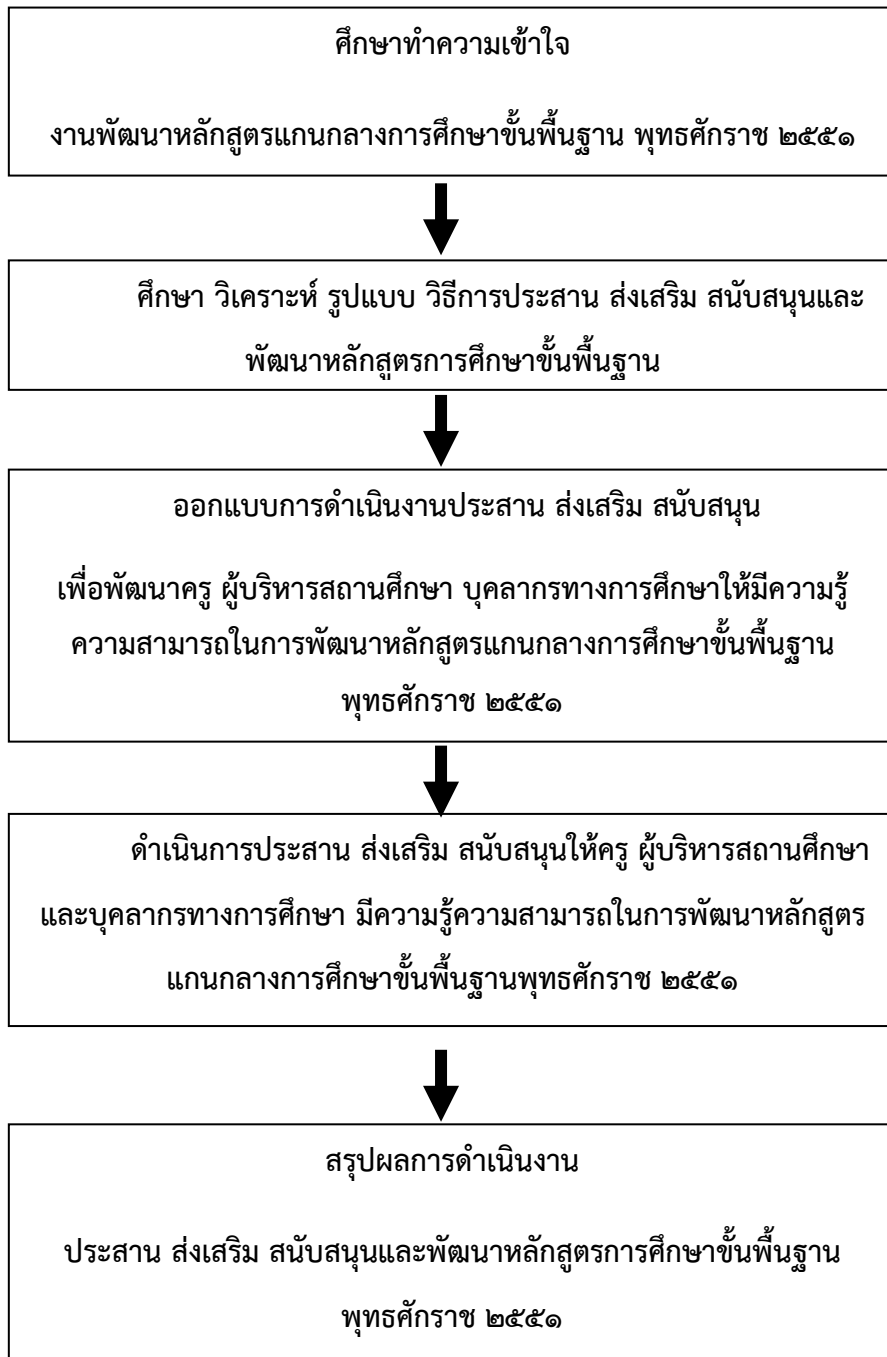 ศึกษาทำความเข้าใจ
งานพัฒนาหลักสูตรแกนกลางการศึกษาขั้นพื้นฐาน พุทธศักราช ๒๕๕๑
ศึกษา วิเคราะห์ รูปแบบ วิธีการประสาน ส่งเสริม สนับสนุนและ
พัฒนาหลักสูตรการศึกษาขั้นพื้นฐาน
ออกแบบการดำเนินงานประสาน ส่งเสริม สนับสนุน
เพื่อพัฒนาครู ผู้บริหารสถานศึกษา บุคลากรทางการศึกษาให้มีความรู้
ความสามารถในการพัฒนาหลักสูตรแกนกลางการศึกษาขั้นพื้นฐาน
พุทธศักราช ๒๕๕๑
ดำเนินการประสาน ส่งเสริม สนับสนุนให้ครู ผู้บริหารสถานศึกษา
และบุคลากรทางการศึกษา มีความรู้ความสามารถในการพัฒนาหลักสูตร
แกนกลางการศึกษาขั้นพื้นฐานพุทธศักราช ๒๕๕๑
สรุปผลการดำเนินงาน
ประสาน ส่งเสริม สนับสนุนและพัฒนาหลักสูตรการศึกษาขั้นพื้นฐาน
พุทธศักราช ๒๕๕๑